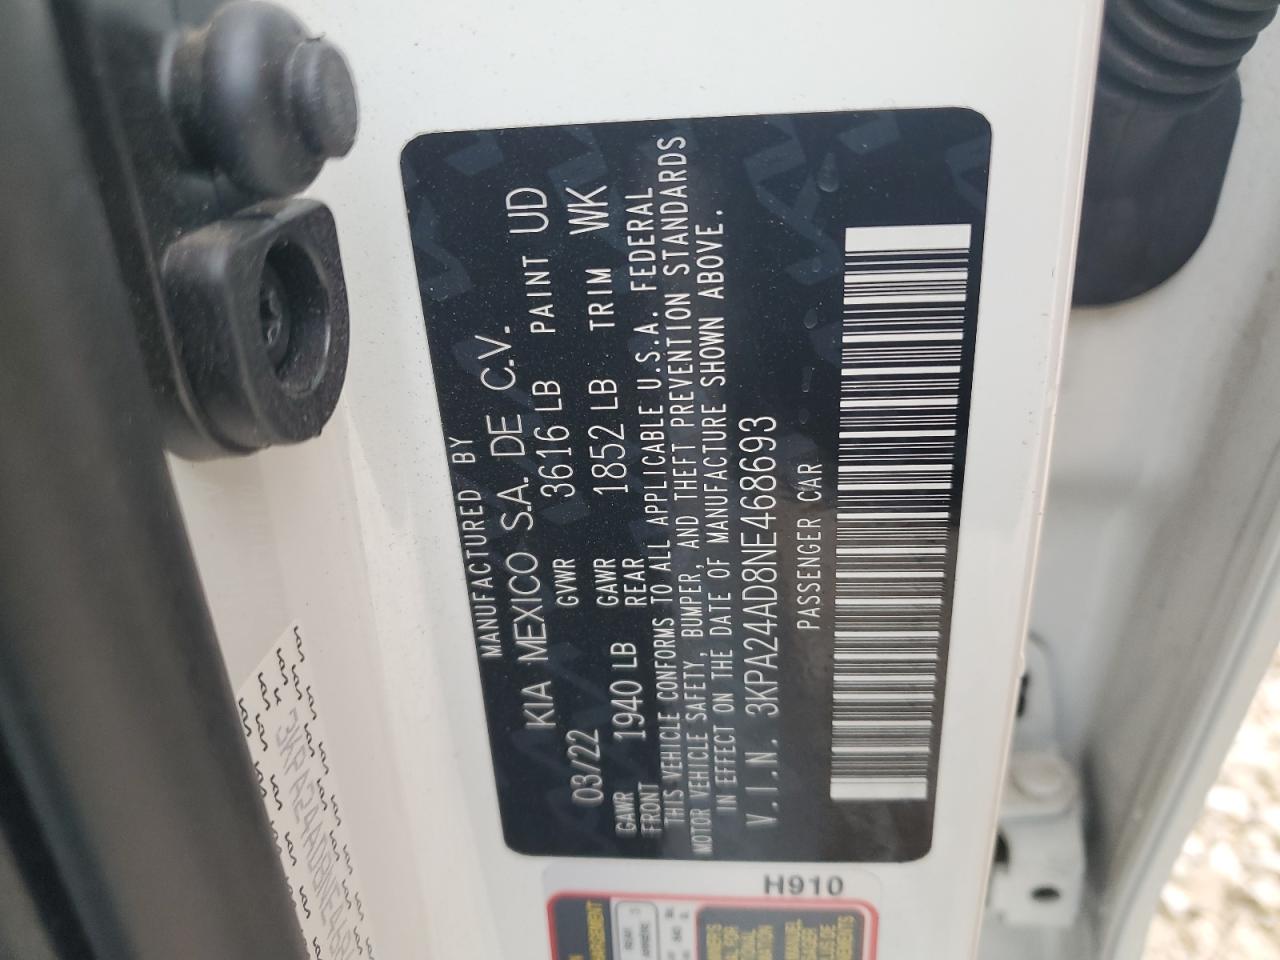 MANUFACTURED BY
KIA MEXICO S.A. DE C.V.
03/22 GVWR 3616 LB PAINT UD
GAWR FRONT 1940 LB GAWR REAR 1852 LB TRIM WK
THIS VEHICLE CONFORMS TO ALL APPLICABLE U.S.A. FEDERAL
MOTOR VEHICLE SAFETY, BUMPER, AND THEFT PREVENTION STANDARDS
IN EFFECT ON THE DATE OF MANUFACTURE SHOWN ABOVE.
V.I.N. 3KPA24AD8NE468693
PASSENGER CAR
H910